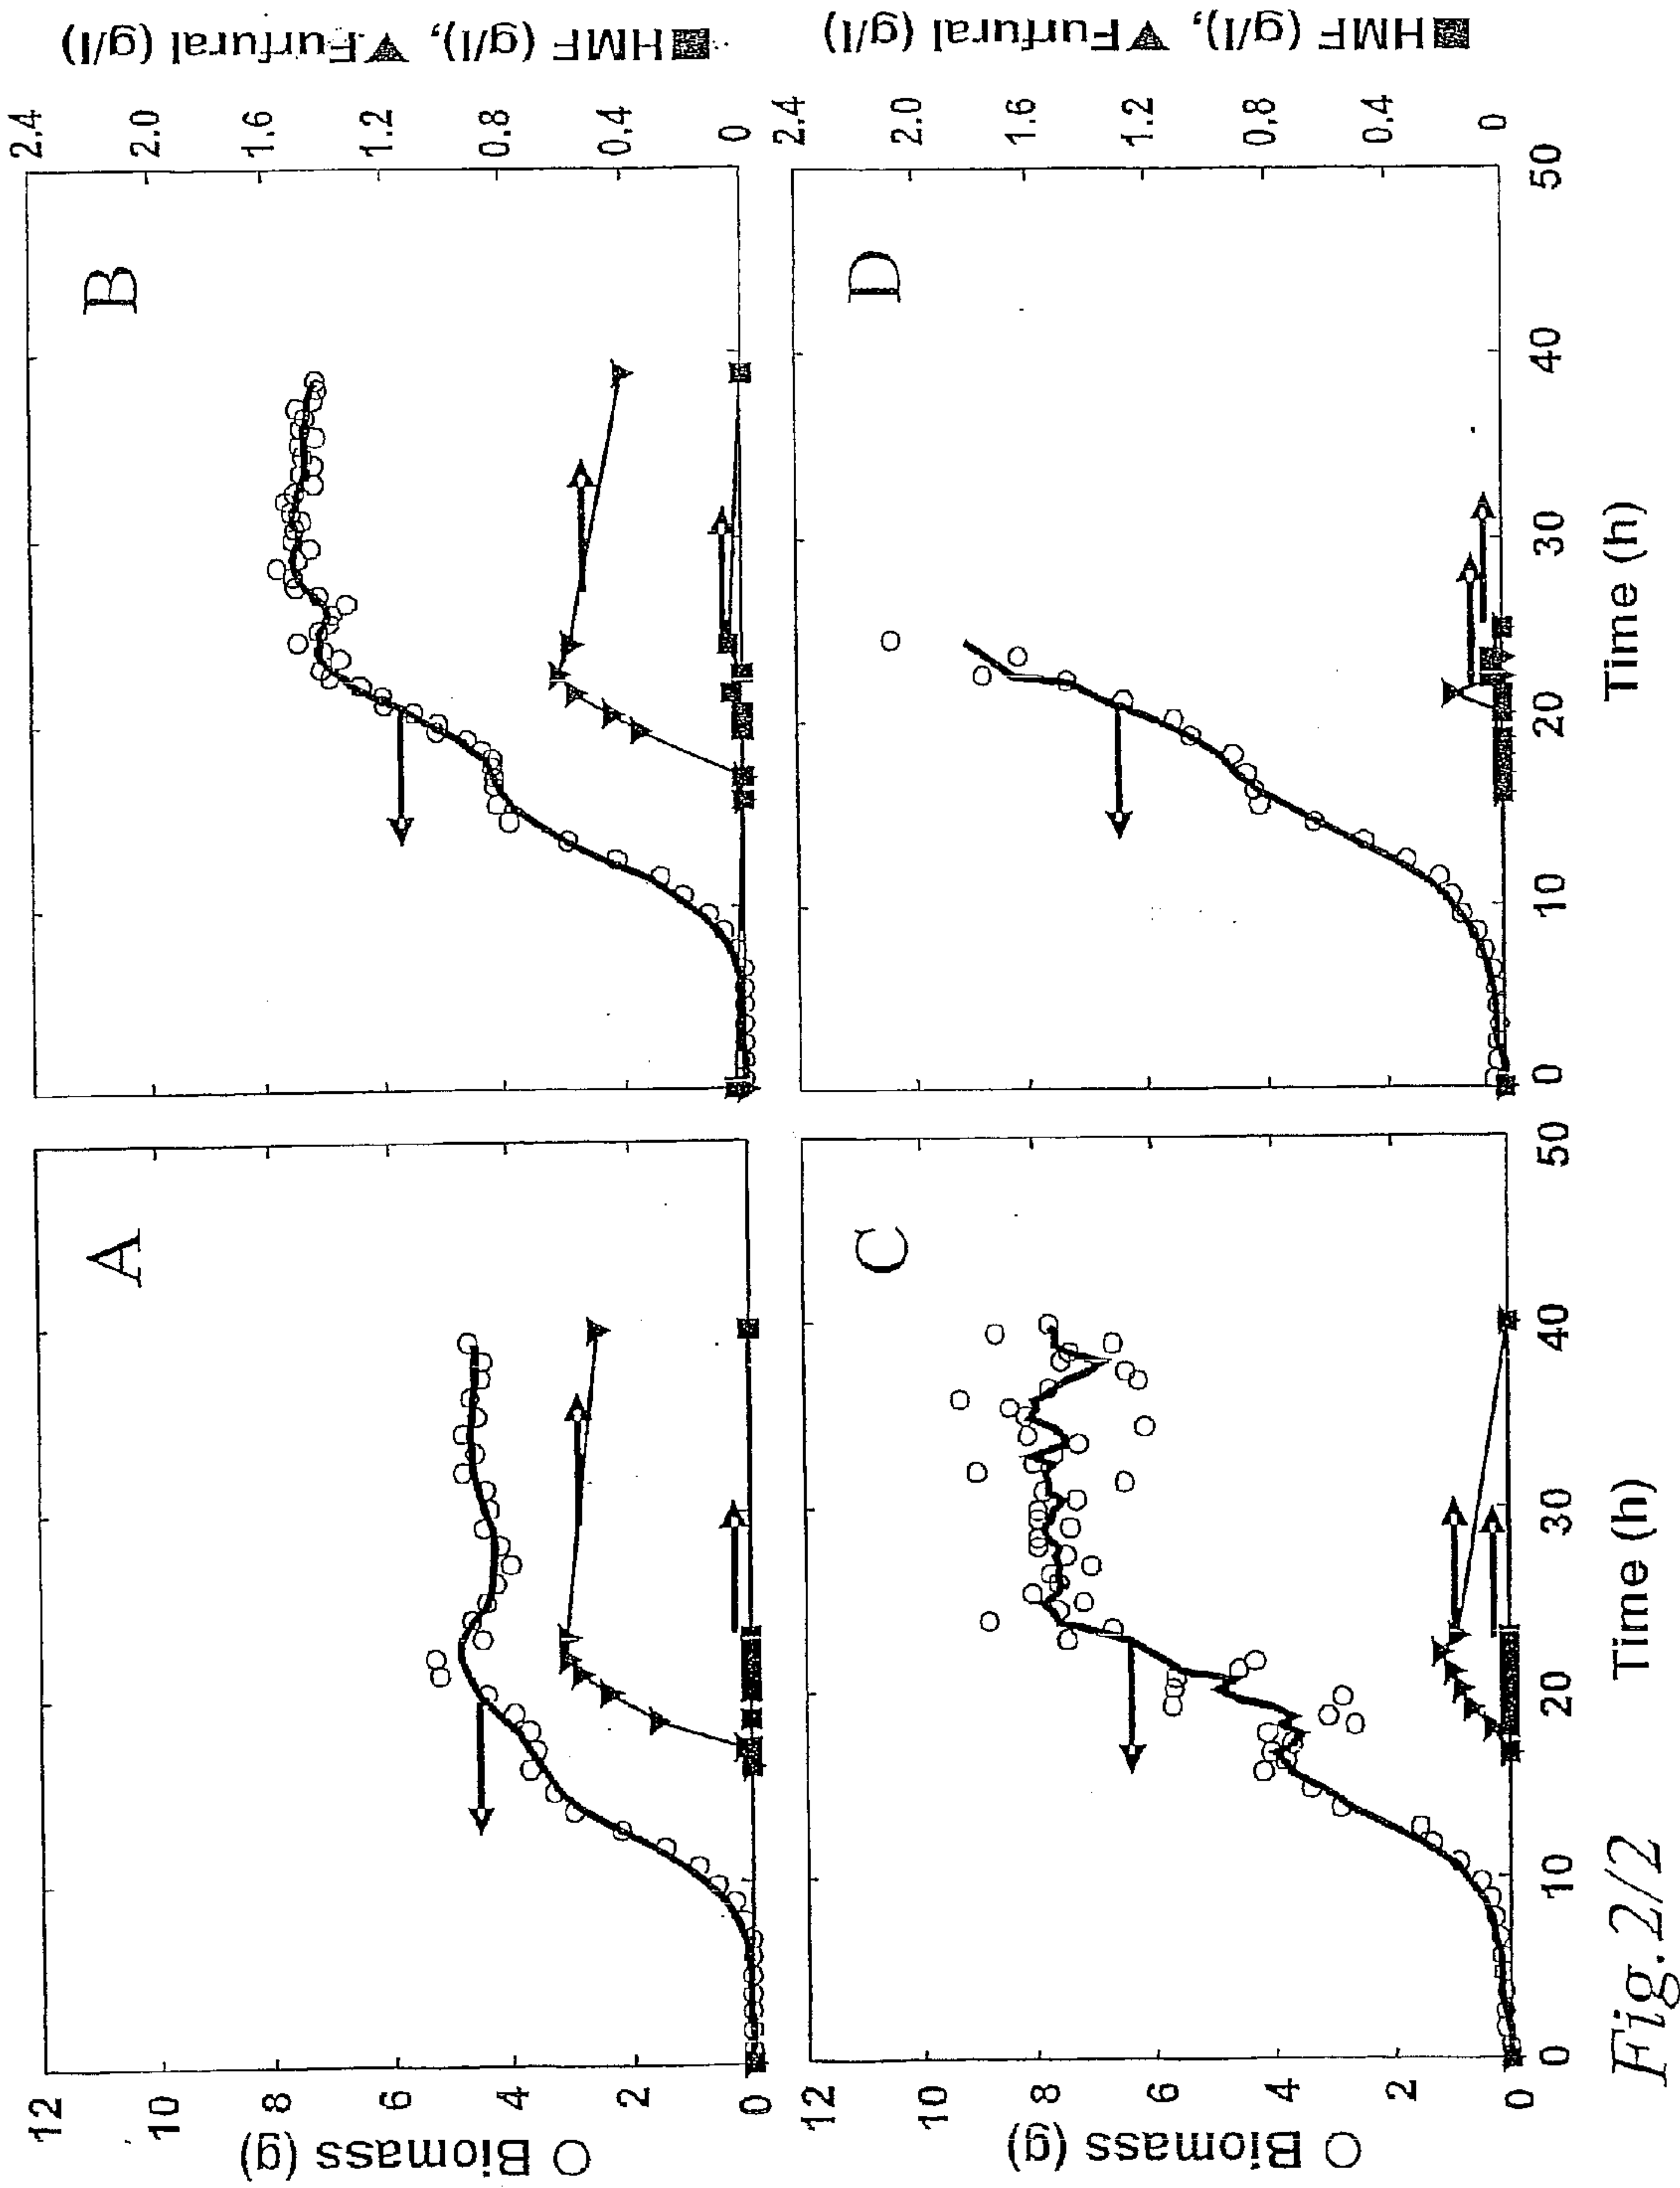 A
B
12
10
8
6
4
2
0
○ Biomass (g)
2.4
2.0
1.6
1.2
0.8
0.4
0
■ HMF (g/l), ▼ Furfural (g/l)
C
D
12
10
8
6
4
2
0
○ Biomass (g)
2.4
2.0
1.6
1.2
0.8
0.4
0
■ HMF (g/l), ▼ Furfural (g/l)
0 10 20 30 40 50
0 10 20 30 40 50
Time (h)
Time (h)
Fig. 2/2